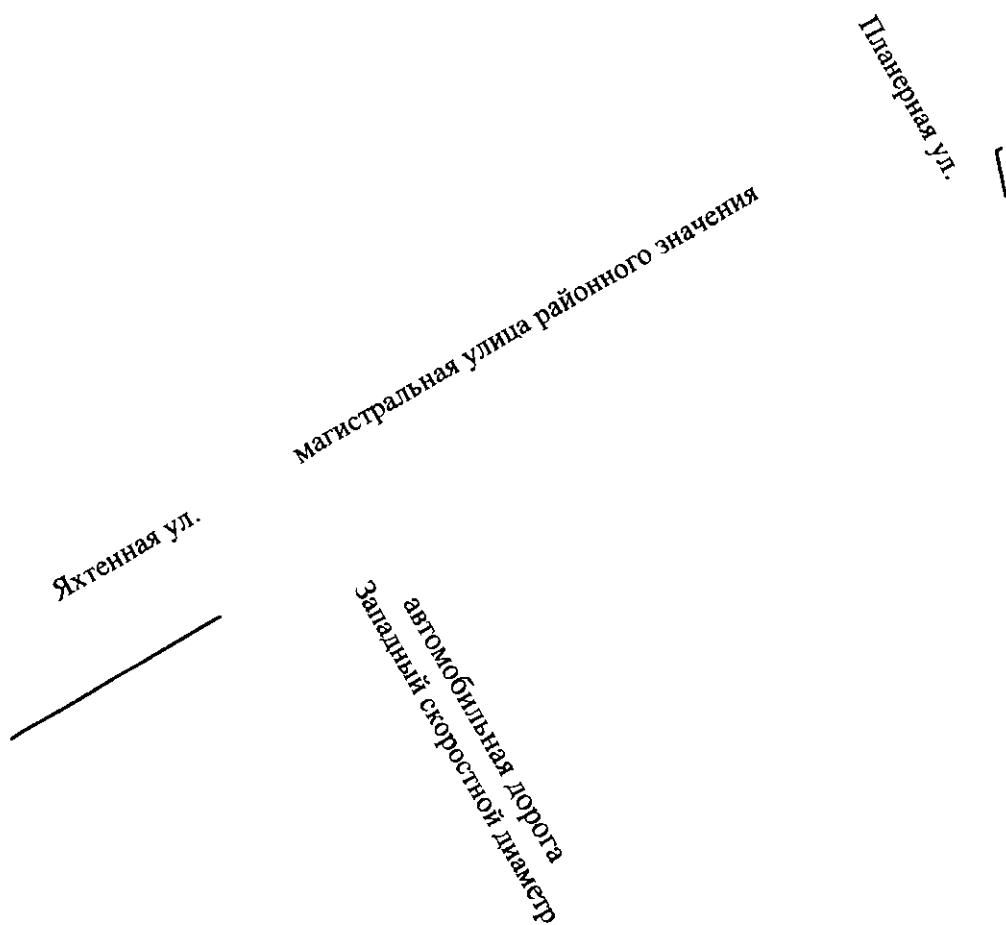 Планерная ул.
магистральная улица районного значения
Яхтенная ул.
автомобильная дорога
Западный скоростной диаметр